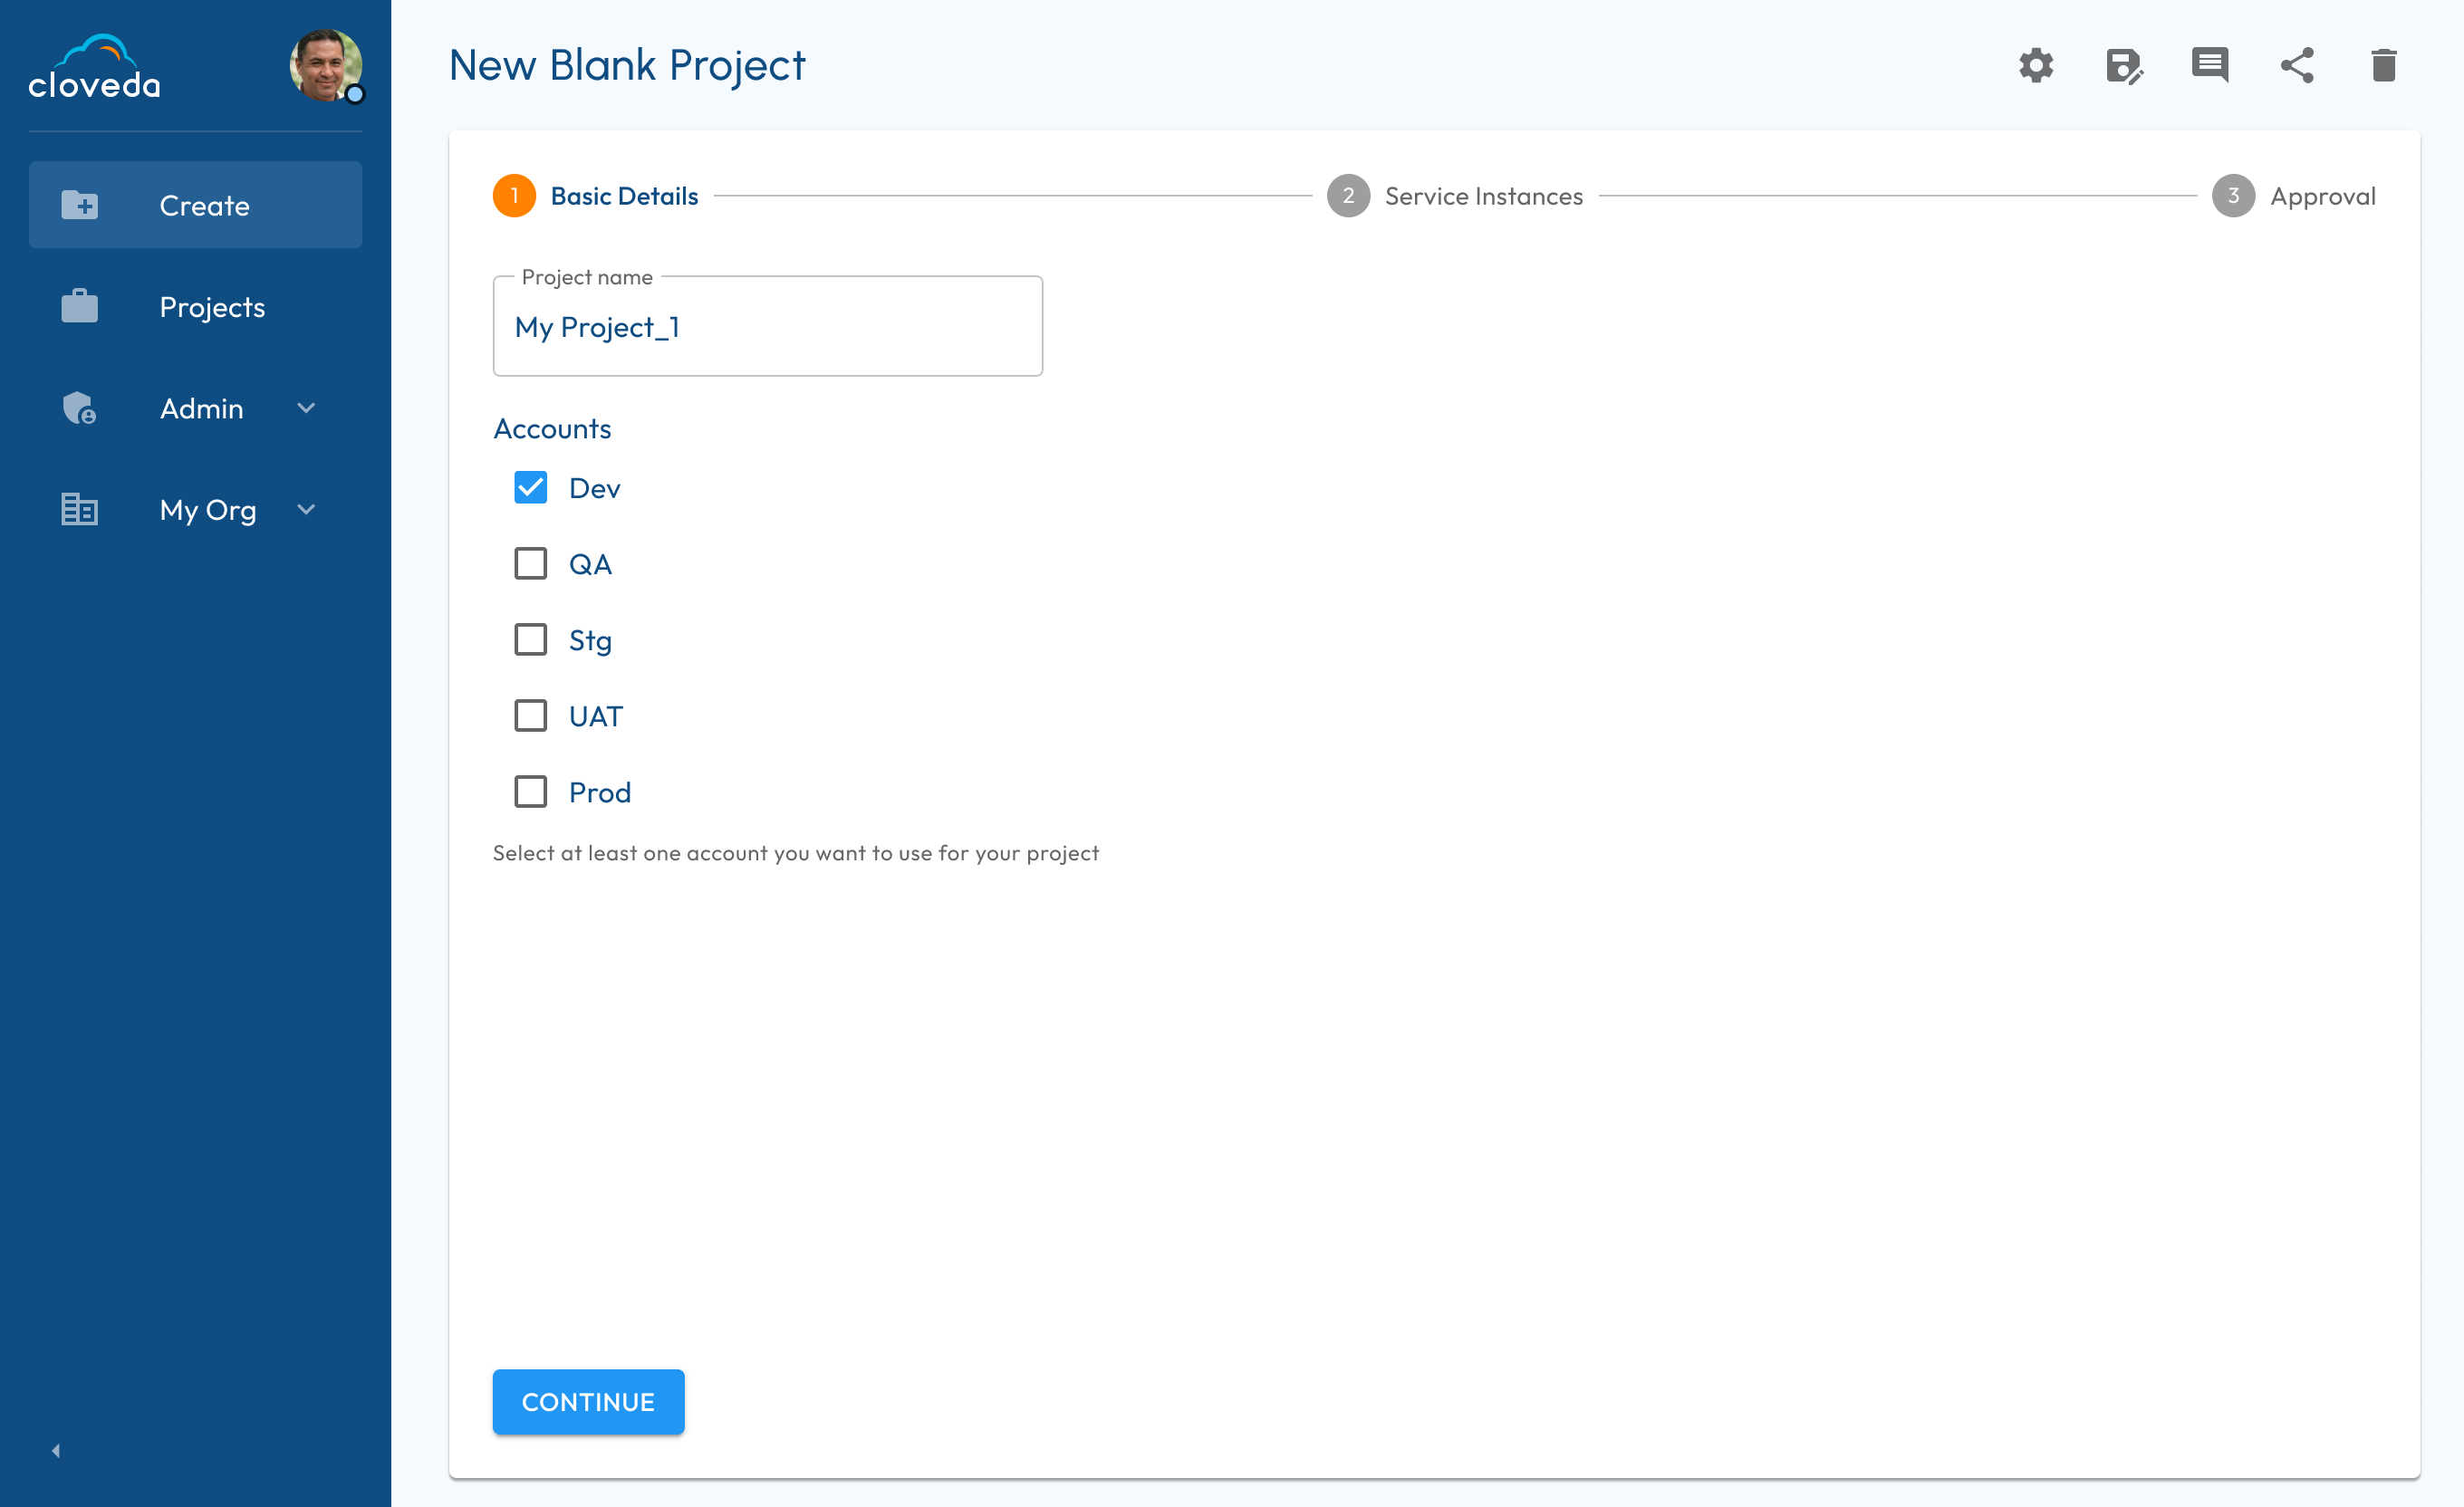 cloveda
Create
Projects
Admin
My Org
New Blank Project
1 Basic Details 2 Service Instances 3 Approval
Project name
My Project_1
Accounts
Dev
QA
Stg
UAT
Prod
Select at least one account you want to use for your project
CONTINUE